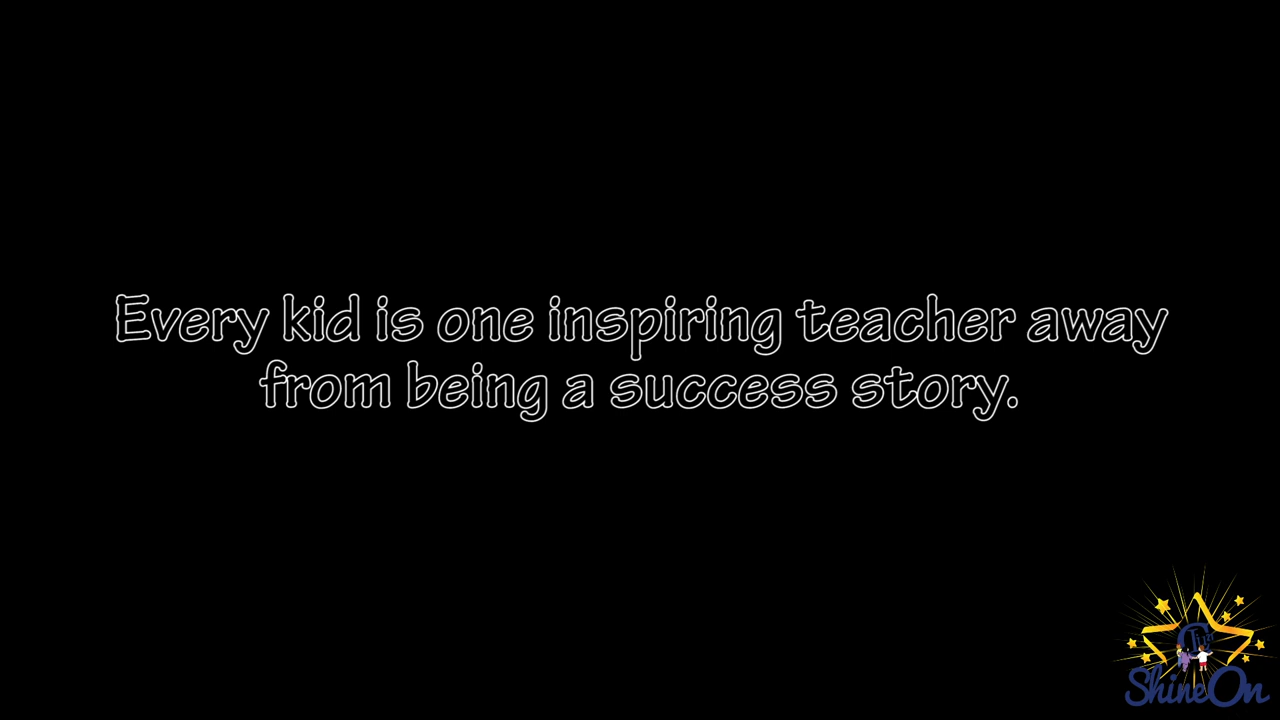 Every kid is one inspiring teacher away
from being a success story.
ShineOn